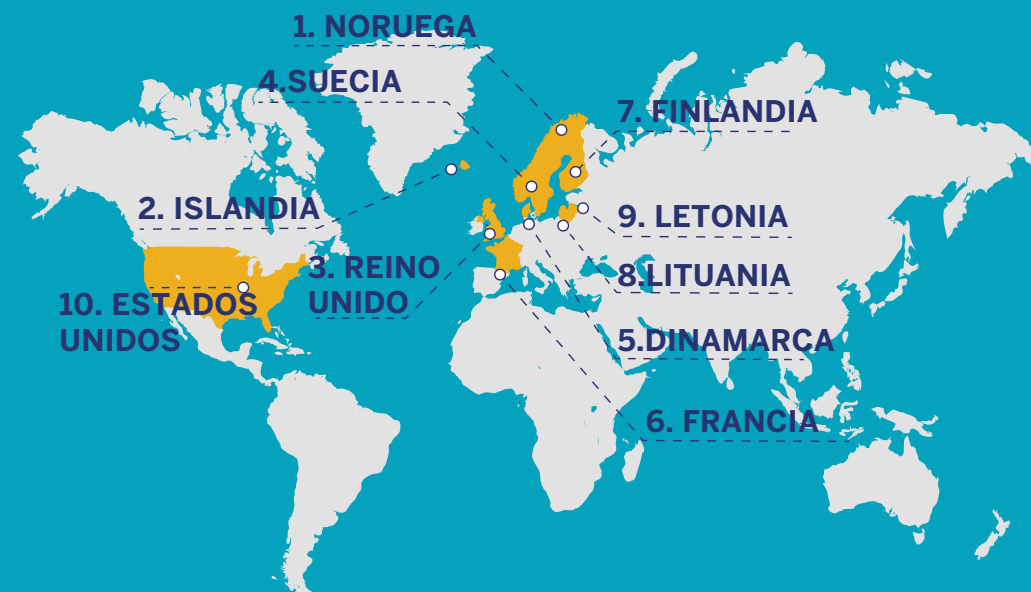 1. NORUEGA
4.SUECIA
7. FINLANDIA
2. ISLANDIA
9. LETONIA
3. REINO
UNIDO
8.LITUANIA
10. ESTADOS
UNIDOS
5.DINAMARCA
6. FRANCIA